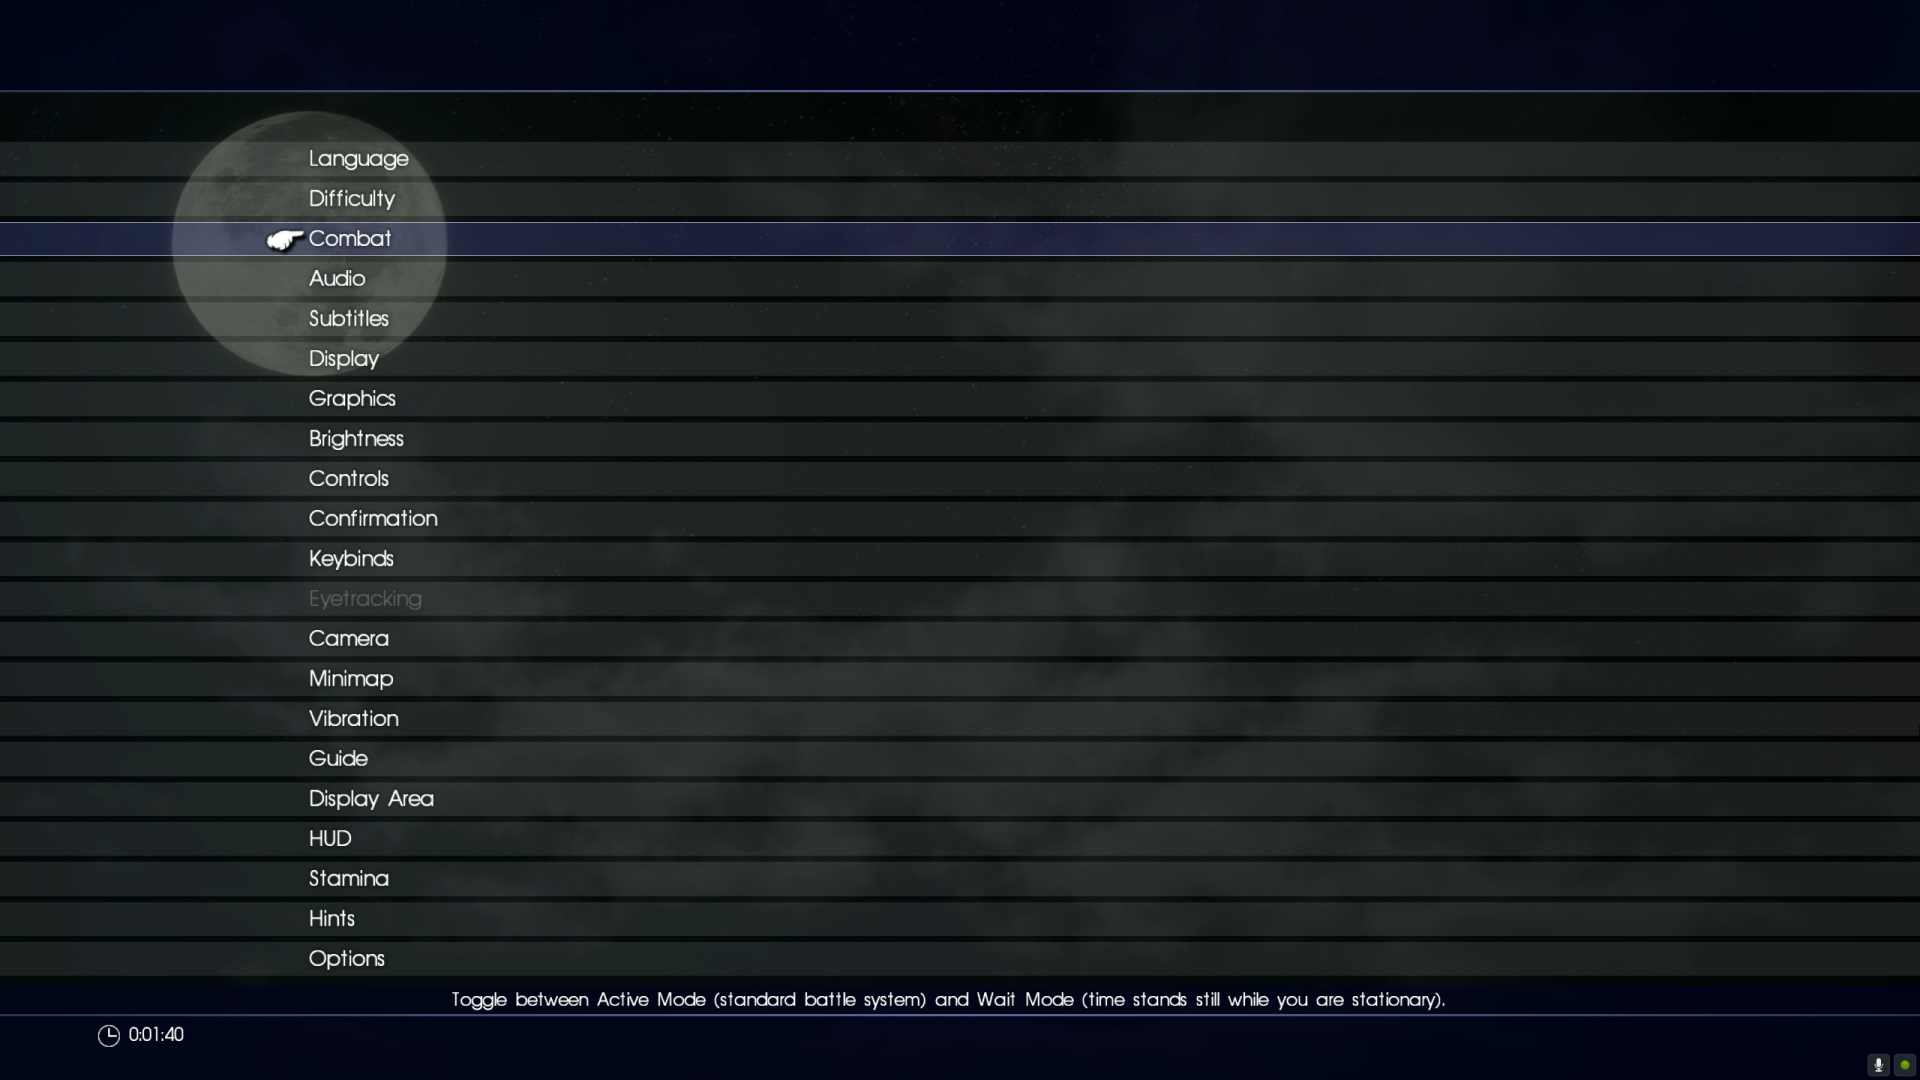 Language
Difficulty
Combat
Audio
Subtitles
Display
Graphics
Brightness
Controls
Confirmation
Keybinds
Eyetracking
Camera
Minimap
Vibration
Guide
Display Area
HUD
Stamina
Hints
Options
Toggle between Active Mode (standard battle system) and Wait Mode (time stands still while you are stationary).
0:01:40